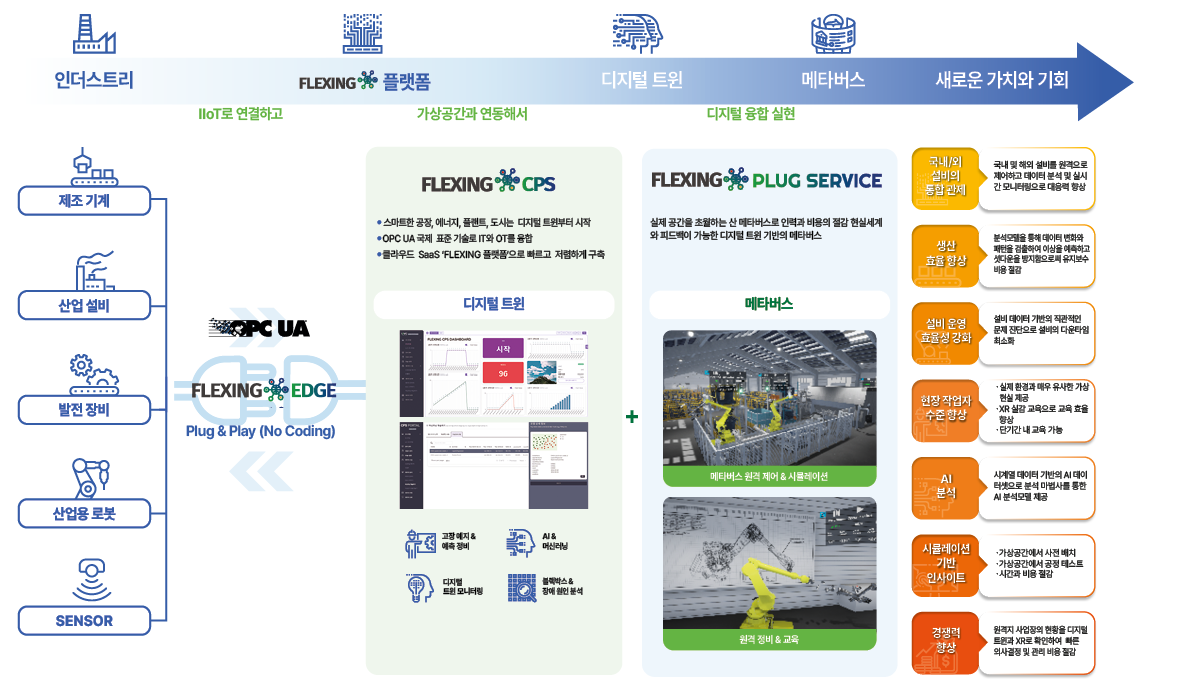 인더스트리
FLEXING 플랫폼
디지털 트윈
메타버스
새로운 가치와 기회
IIoT로 연결하고
가상공간과 연동해서
디지털 융합 실현
제조 기계
산업 설비
발전 장비
산업용 로봇
SENSOR
OPC UA
FLEXING EDGE
Plug & Play (No Coding)
FLEXING CPS
•스마트한 공장, 에너지, 플랜트, 도시는 디지털 트윈부터 시작
•OPC UA 국제 표준 기술로 IT와 OT를 융합
•클라우드 SaaS ‘FLEXING 플랫폼’으로 빠르고 저렴하게 구축
디지털 트윈
FLEXING CPS DASHBOARD
시작
96
고장 예지 &
예측 정비
AI &
머신러닝
디지털
트윈 모니터링
블랙박스 &
장애 원인 분석
+
FLEXING PLUG SERVICE
실제 공간을 초월하는 산 메타버스로 인력과 비용의 절감 현실세계
와 피드백이 가능한 디지털 트윈 기반의 메타버스
메타버스
메타버스 원격 제어 & 시뮬레이션
원격 정비 & 교육
국내/외
설비의
통합 관제
국내 및 해외 설비를 원격으로
제어하고 데이터 분석 및 실시
간 모니터링으로 대응력 향상
생산
효율 향상
분석모델을 통해 데이터 변화와
패턴을 검출하여 이상을 예측하고
셧다운을 방지함으로써 유지보수
비용 절감
설비 운영
효율성 강화
설비 데이터 기반의 직관적인
문제 진단으로 설비의 다운타임
최소화
현장 작업자
수준 향상
· 실제 환경과 매우 유사한 가상
현실 제공
· XR 실감 교육으로 교육 효율
향상
· 단기간 내 교육 가능
AI
분석
시계열 데이터 기반의 AI 데이
터셋으로 분석 마법사를 통한
AI 분석모델 제공
시뮬레이션
기반
인사이트
·가상공간에서 사전 배치
·가상공간에서 공정 테스트
·시간과 비용 절감
경쟁력
향상
원격지 사업장의 현황을 디지털
트윈과 XR로 확인하여 빠른
의사결정 및 관리 비용 절감